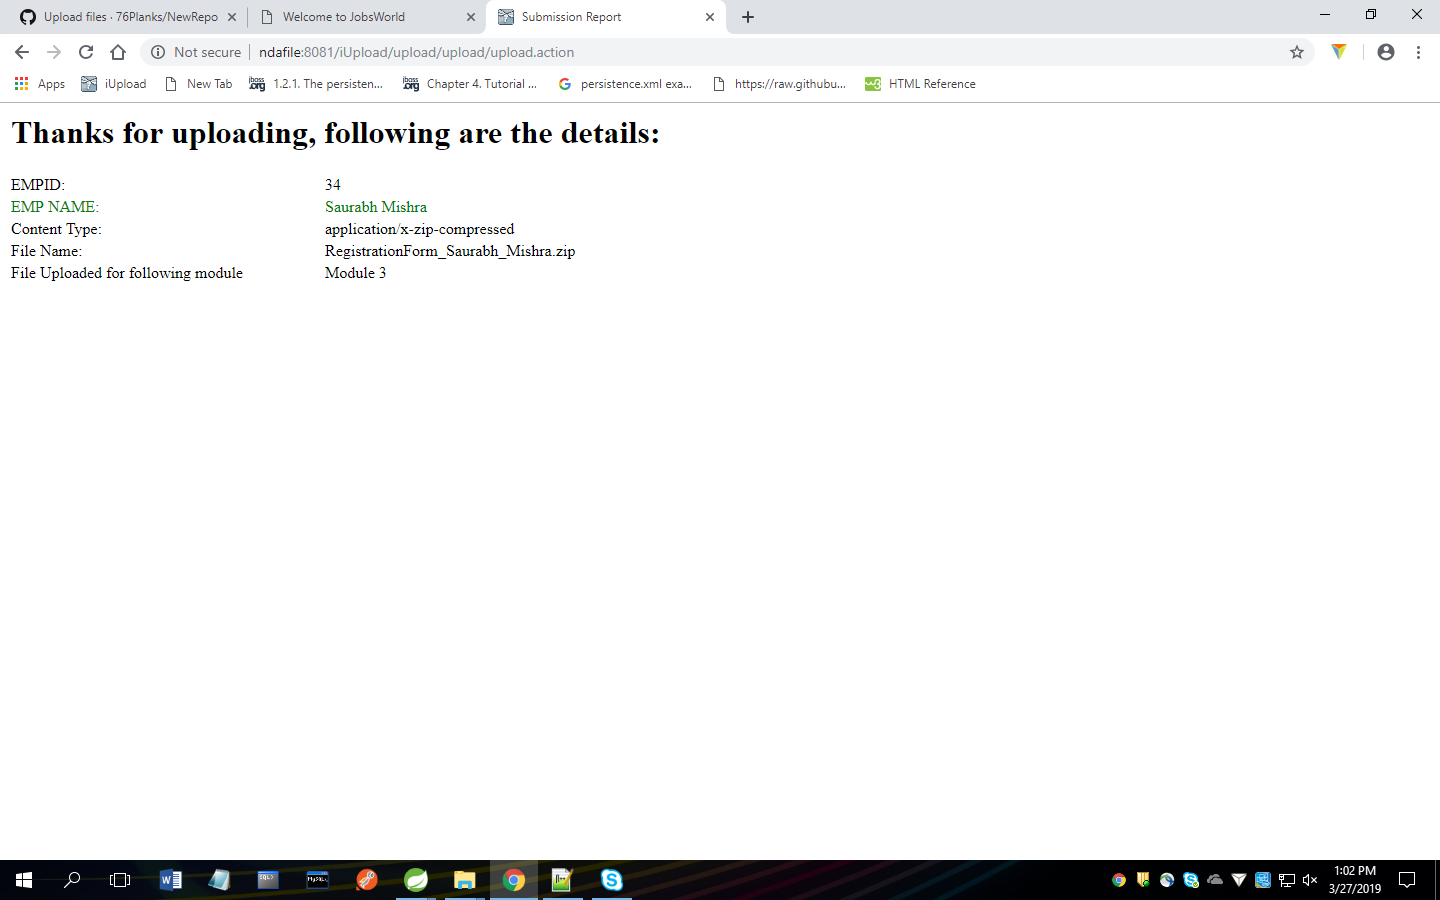 Upload files · 76Planks/NewRepo
Welcome to JobsWorld
Submission Report
Not secure
ndafile:8081/iUpload/upload/upload/upload.action
Apps
iUpload
New Tab
1.2.1. The persisten...
Chapter 4. Tutorial ...
persistence.xml exa...
https://raw.githubu...
HTML Reference
Thanks for uploading, following are the details:
EMPID: 34
EMP NAME: Saurabh Mishra
Content Type: application/x-zip-compressed
File Name: RegistrationForm_Saurabh_Mishra.zip
File Uploaded for following module Module 3
1:02 PM
3/27/2019